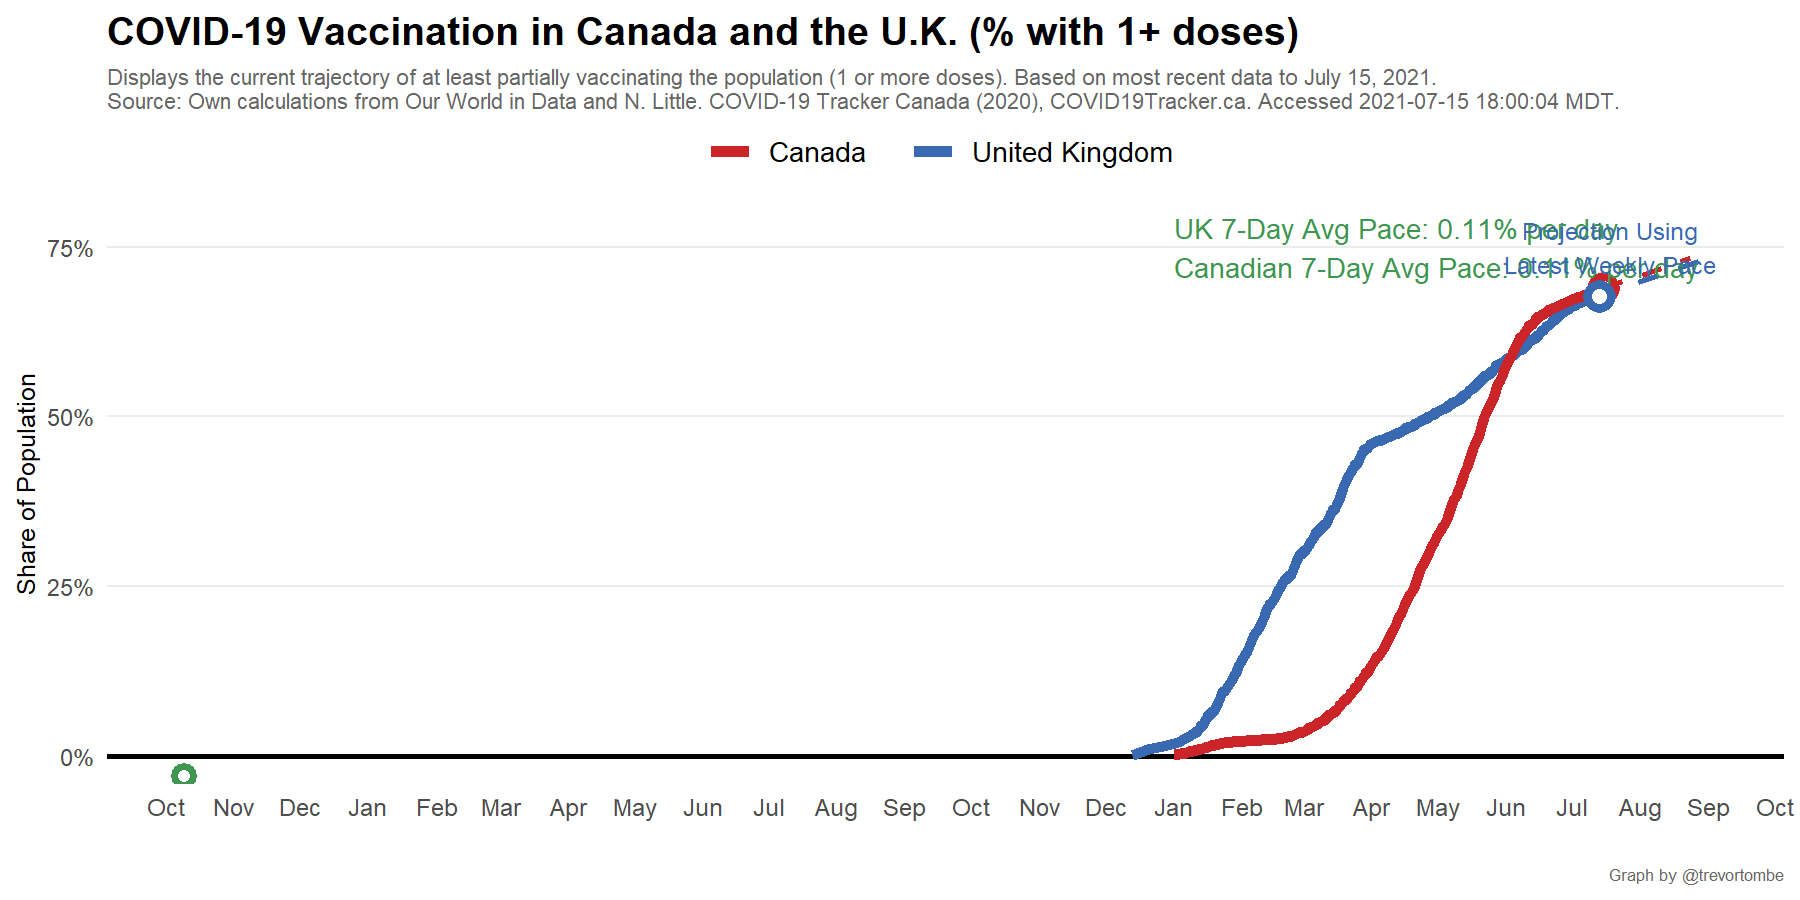 COVID-19 Vaccination in Canada and the U.K. (% with 1+ doses)
Displays the current trajectory of at least partially vaccinating the population (1 or more doses). Based on most recent data to July 15, 2021.
Source: Own calculations from Our World in Data and N. Little. COVID-19 Tracker Canada (2020), COVID19Tracker.ca. Accessed 2021-07-15 18:00:04 MDT.
Canada United Kingdom
UK 7-Day Avg Pace: 0.11% per day
Projection Using
Canadian 7-Day Avg Pace: 0.11% per day
Latest Weekly Pace
75%
50%
25%
0%
Share of Population
Oct Nov Dec Jan Feb Mar Apr May Jun Jul Aug Sep Oct Nov Dec Jan Feb Mar Apr May Jun Jul Aug Sep Oct
Graph by @trevortombe